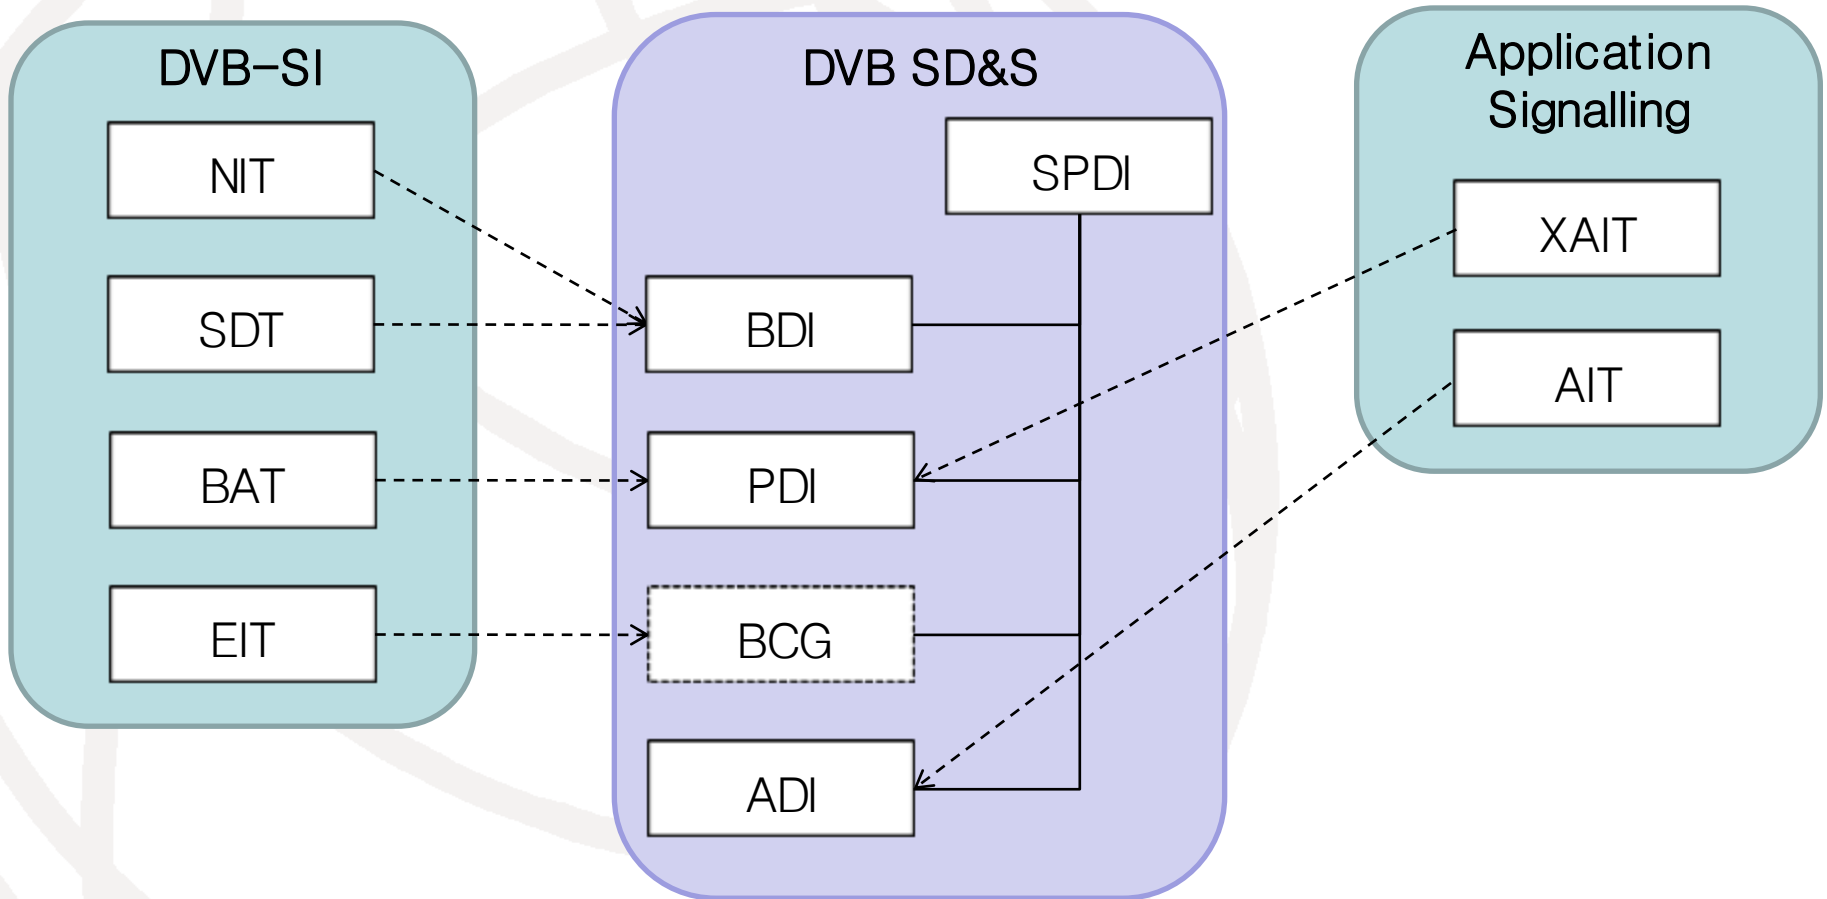 DVB-SI
NIT
SDT
BAT
EIT
DVB SD&S
SPDI
BDI
PDI
BCG
ADI
Application
Signalling
XAIT
AIT